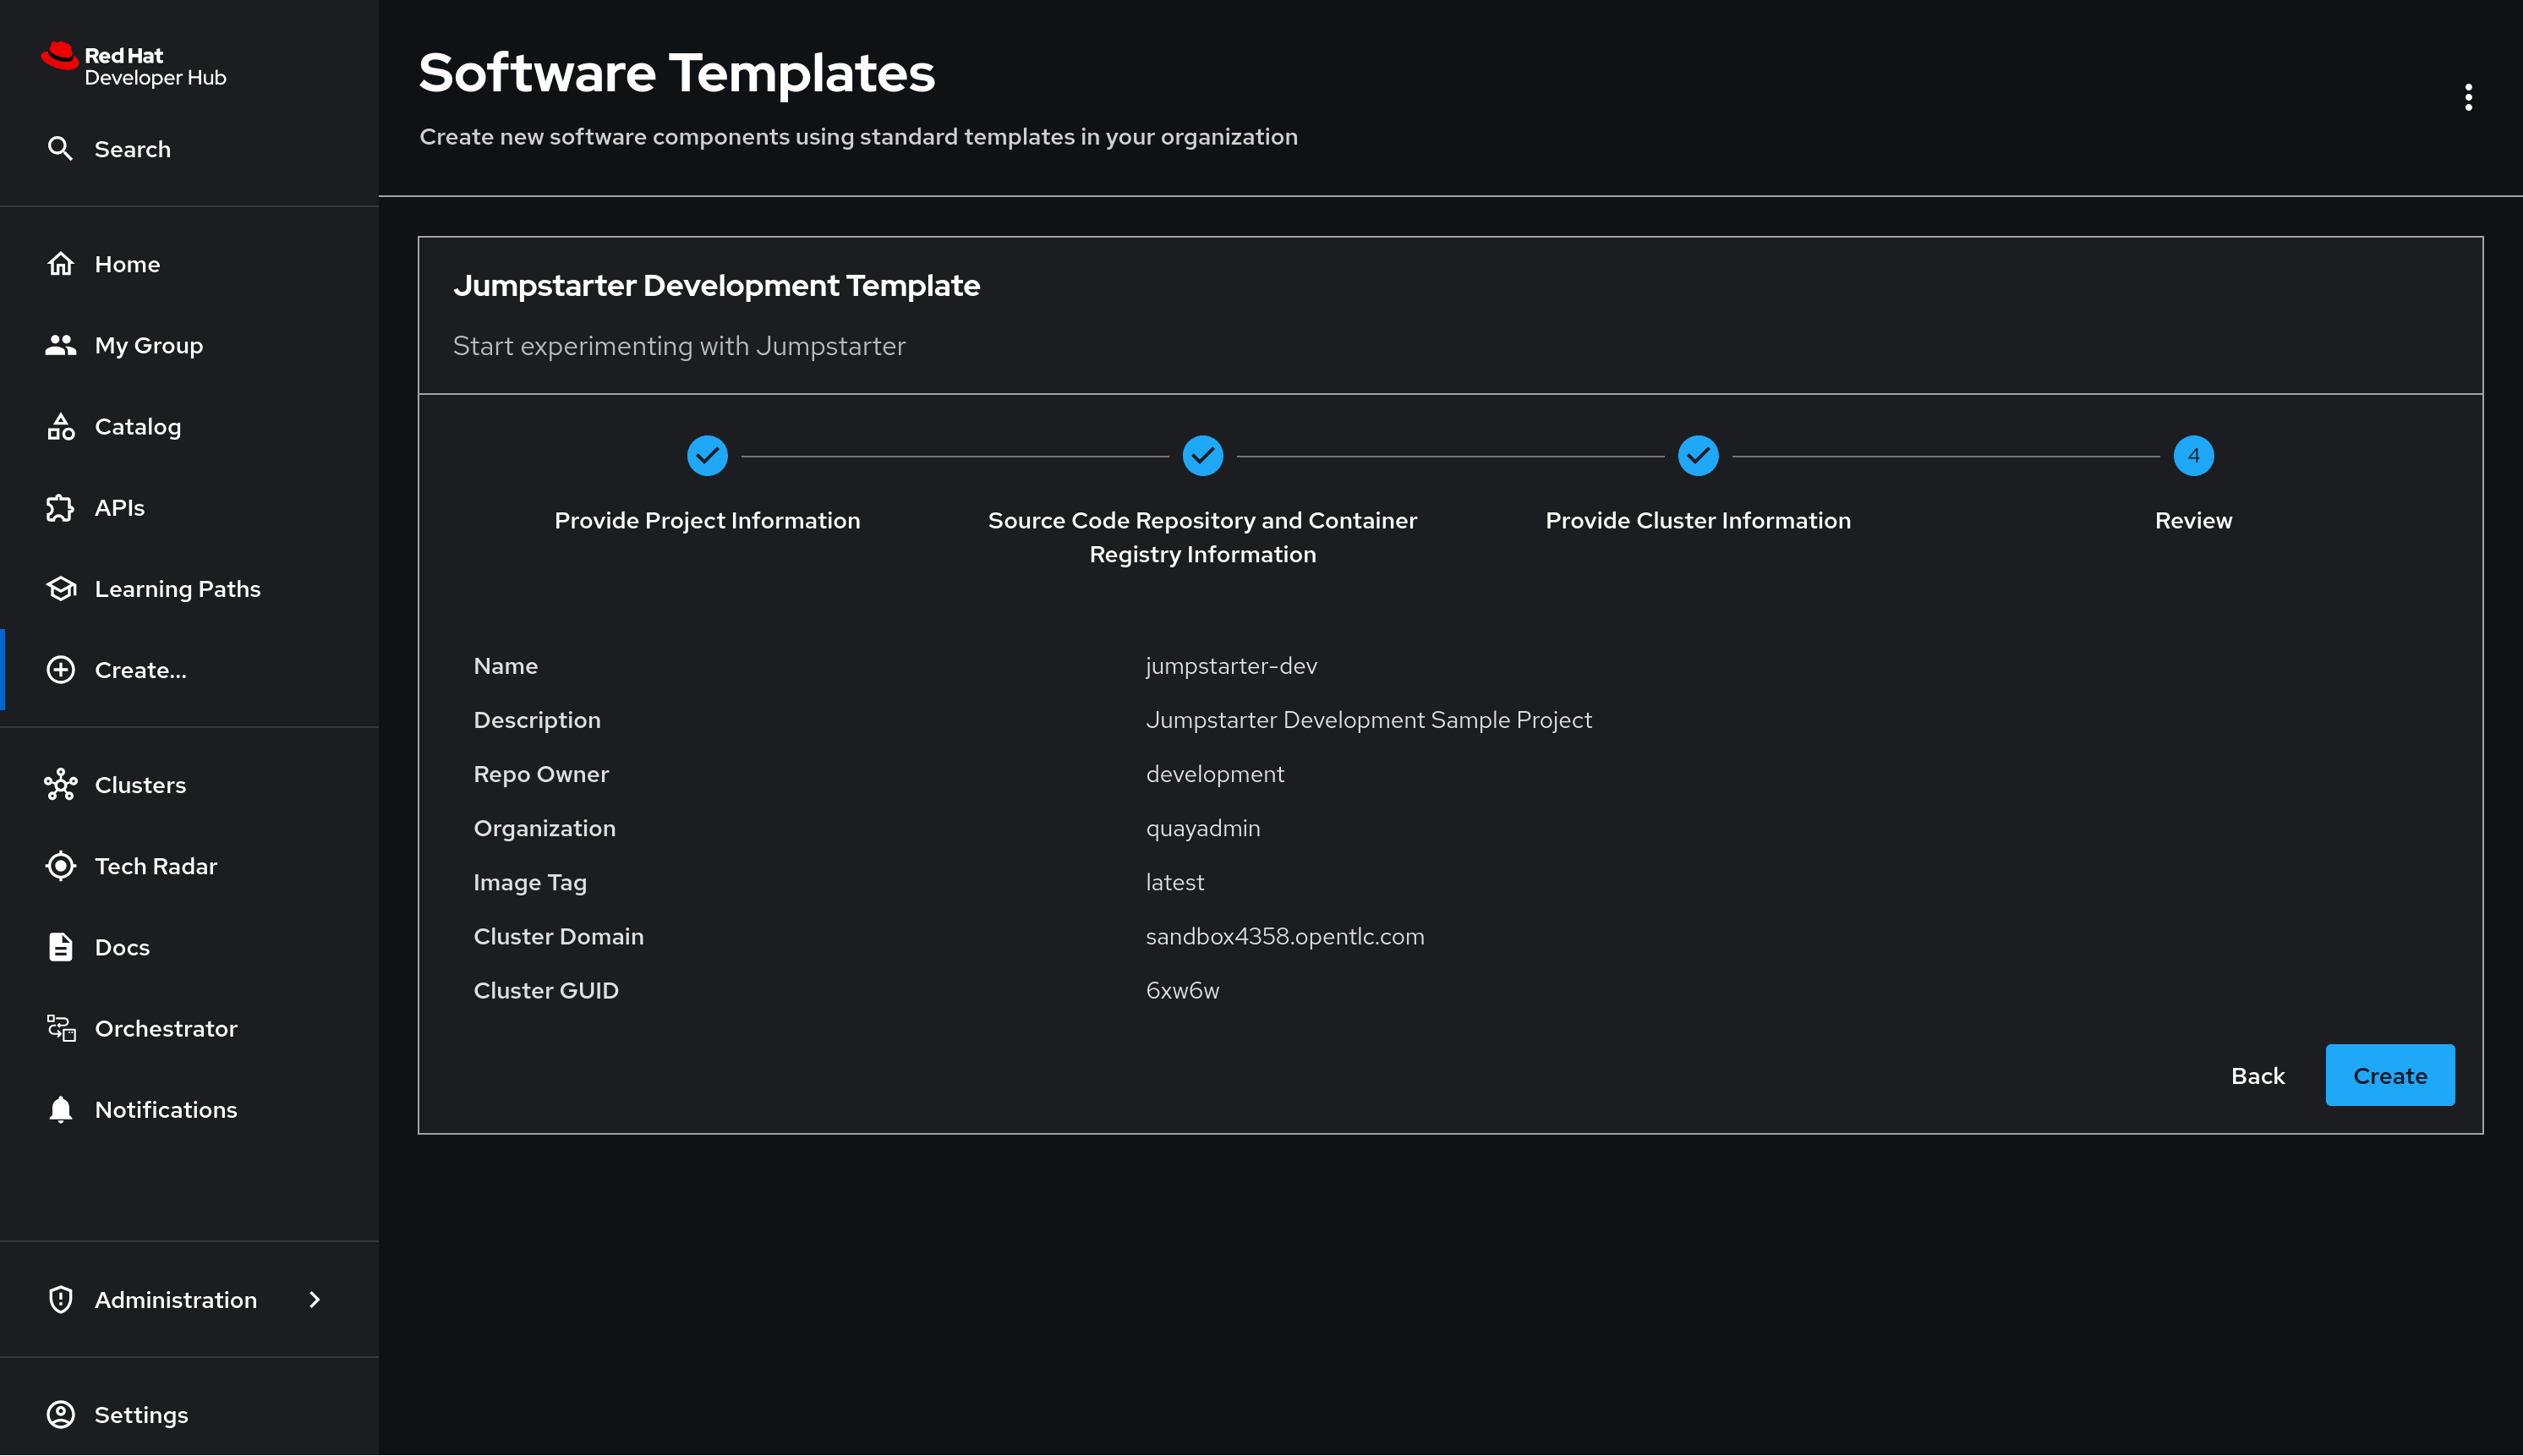 Red Hat
Developer Hub
Search
Home
My Group
Catalog
APIs
Learning Paths
Create...
Clusters
Tech Radar
Docs
Orchestrator
Notifications
Administration
Settings
Software Templates
Create new software components using standard templates in your organization
Jumpstarter Development Template
Start experimenting with Jumpstarter
4
Provide Project Information
Source Code Repository and Container
Registry Information
Provide Cluster Information
Review
Name jumpstarter-dev
Description Jumpstarter Development Sample Project
Repo Owner development
Organization quayadmin
Image Tag latest
Cluster Domain sandbox4358.opentlc.com
Cluster GUID 6xw6w
Back Create